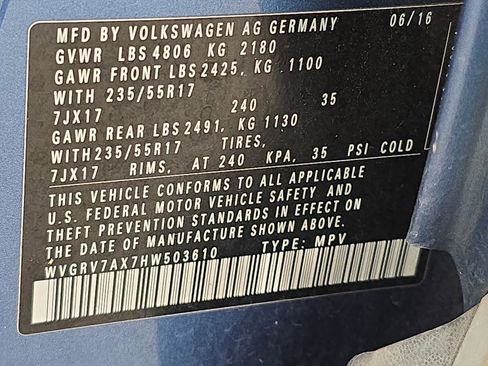 MFD BY VOLKSWAGEN AG GERMANY 06/16
GVWR LBS 4806 KG 2180
GAWR FRONT LBS 2425, KG 1100
WITH 235/55R17
7JX17 240 35
GAWR REAR LBS 2491, KG 1130
WITH 235/55R17 TIRES,
7JX17 RIMS, AT 240 KPA, 35 PSI COLD
THIS VEHICLE CONFORMS TO ALL APPLICABLE
U.S. FEDERAL MOTOR VEHICLE SAFETY AND
THEFT PREVENTION STANDARDS IN EFFECT ON
THE DATE OF MANUFACTURE SHOWN ABOVE.
WVGRV7AX7HW503610 TYPE: MPV